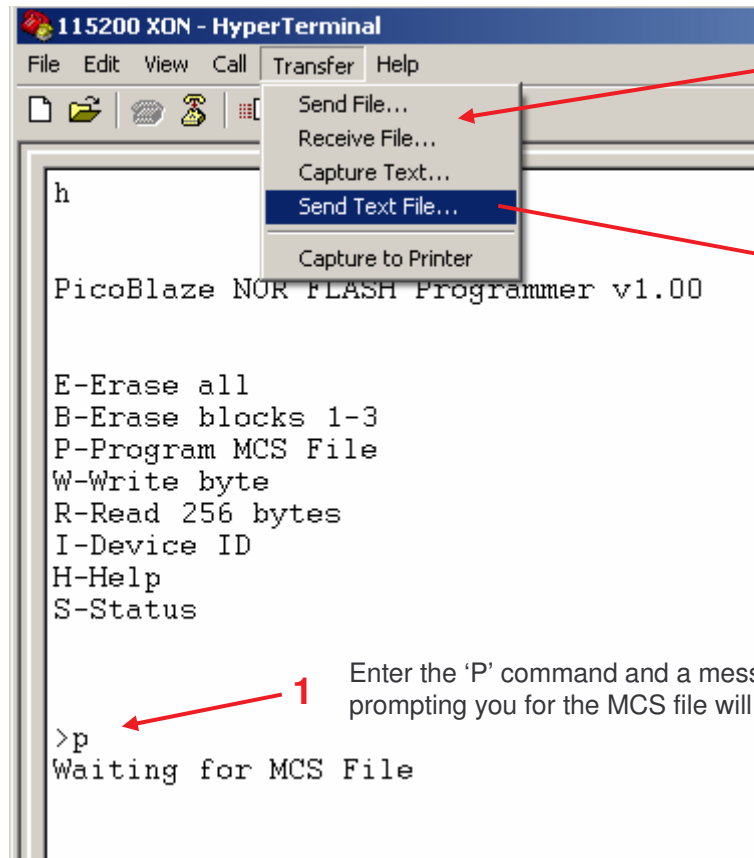 115200 XON - HyperTerminal
File Edit View Call Transfer Help
Send File...
Receive File...
Capture Text...
Send Text File...
Capture to Printer
h
PicoBlaze NOR FLASH Programmer v1.00
E-Erase all
B-Erase blocks 1-3
P-Program MCS File
W-Write byte
R-Read 256 bytes
I-Device ID
H-Help
S-Status
1
Enter the ‘P’ command and a mess
prompting you for the MCS file will
>p
Waiting for MCS File